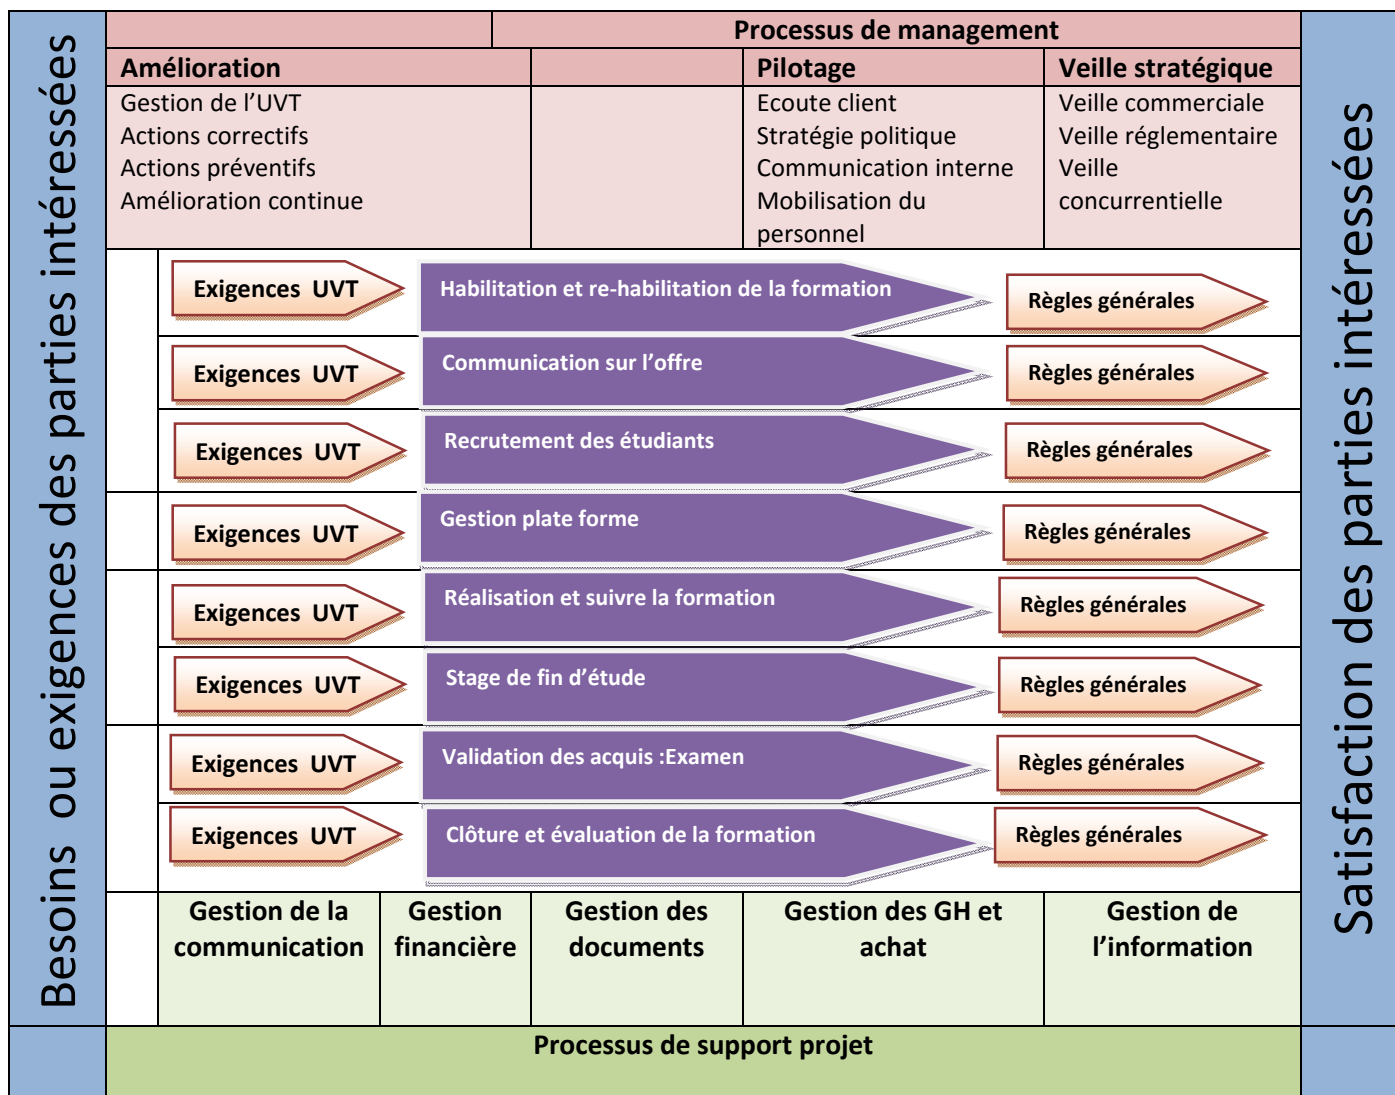 Besoins ou exigences des parties intéressées
Processus de management
Amélioration
Pilotage
Veille stratégique
Gestion de l’UVT
Actions correctifs
Actions préventifs
Amélioration continue
Ecoute client
Stratégie politique
Communication interne
Mobilisation du
personnel
Veille commerciale
Veille réglementaire
Veille
concurrentielle
Exigences UVT
Habilitation et re-habilitation de la formation
Règles générales
Exigences UVT
Communication sur l’offre
Règles générales
Exigences UVT
Recrutement des étudiants
Règles générales
Exigences UVT
Gestion plate forme
Règles générales
Exigences UVT
Réalisation et suivre la formation
Règles générales
Exigences UVT
Stage de fin d’étude
Règles générales
Exigences UVT
Validation des acquis :Examen
Règles générales
Exigences UVT
Clôture et évaluation de la formation
Règles générales
Gestion de la
communication
Gestion
financière
Gestion des
documents
Gestion des GH et
achat
Gestion de
l’information
Processus de support projet
Satisfaction des parties intéressées